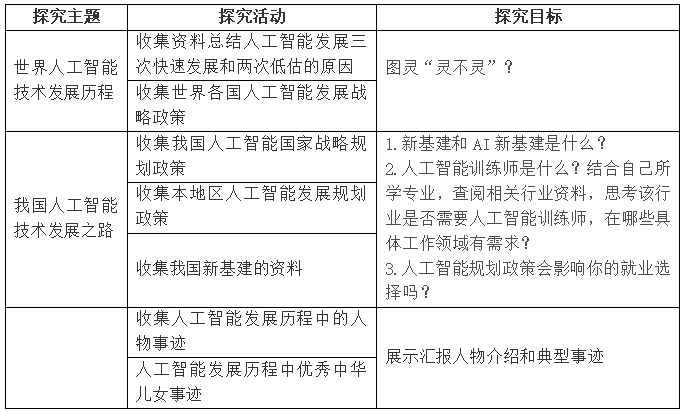 探究主题
探究活动
探究目标
世界人工智能
技术发展历程
收集资料总结人工智能发展三
次快速发展和两次低估的原因
收集世界各国人工智能发展战
略政策
图灵“灵不灵”？
我国人工智能
技术发展之路
收集我国人工智能国家战略规
划政策
收集本地区人工智能发展规划
政策
收集我国新基建的资料
1.新基建和 AI 新基建是什么？
2.人工智能训练师是什么？结合自己所
学专业，查阅相关行业资料，思考该行
业是否需要人工智能训练师，在哪些具
体工作领域有需求？
3.人工智能规划政策会影响你的就业选
择吗？
收集人工智能发展历程中的人
物事迹
人工智能发展历程中优秀中华
儿女事迹
展示汇报人物介绍和典型事迹